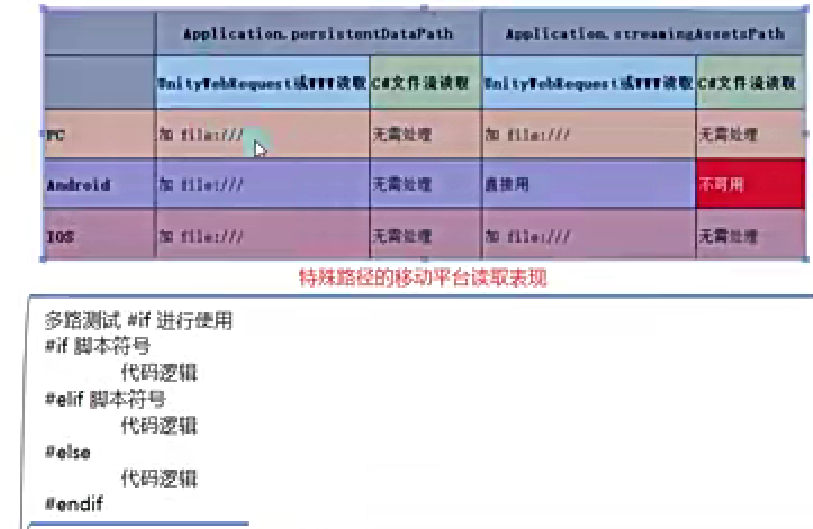 Application.persistentDataPath Application.streamingAssetsPath
UnityWebRequest或WWW读取 C#文件流读取 UnityWebRequest或WWW读取 C#文件流读取
PC 加 file:/// 无需处理 加 file:/// 无需处理
Android 加 file:/// 无需处理 直接用 不可用
IOS 加 file:/// 无需处理 加 file:/// 无需处理
特殊路径的移动平台读取表现
多路测试 #if 进行使用
#if 脚本符号
代码逻辑
#elif 脚本符号
代码逻辑
#else
代码逻辑
#endif